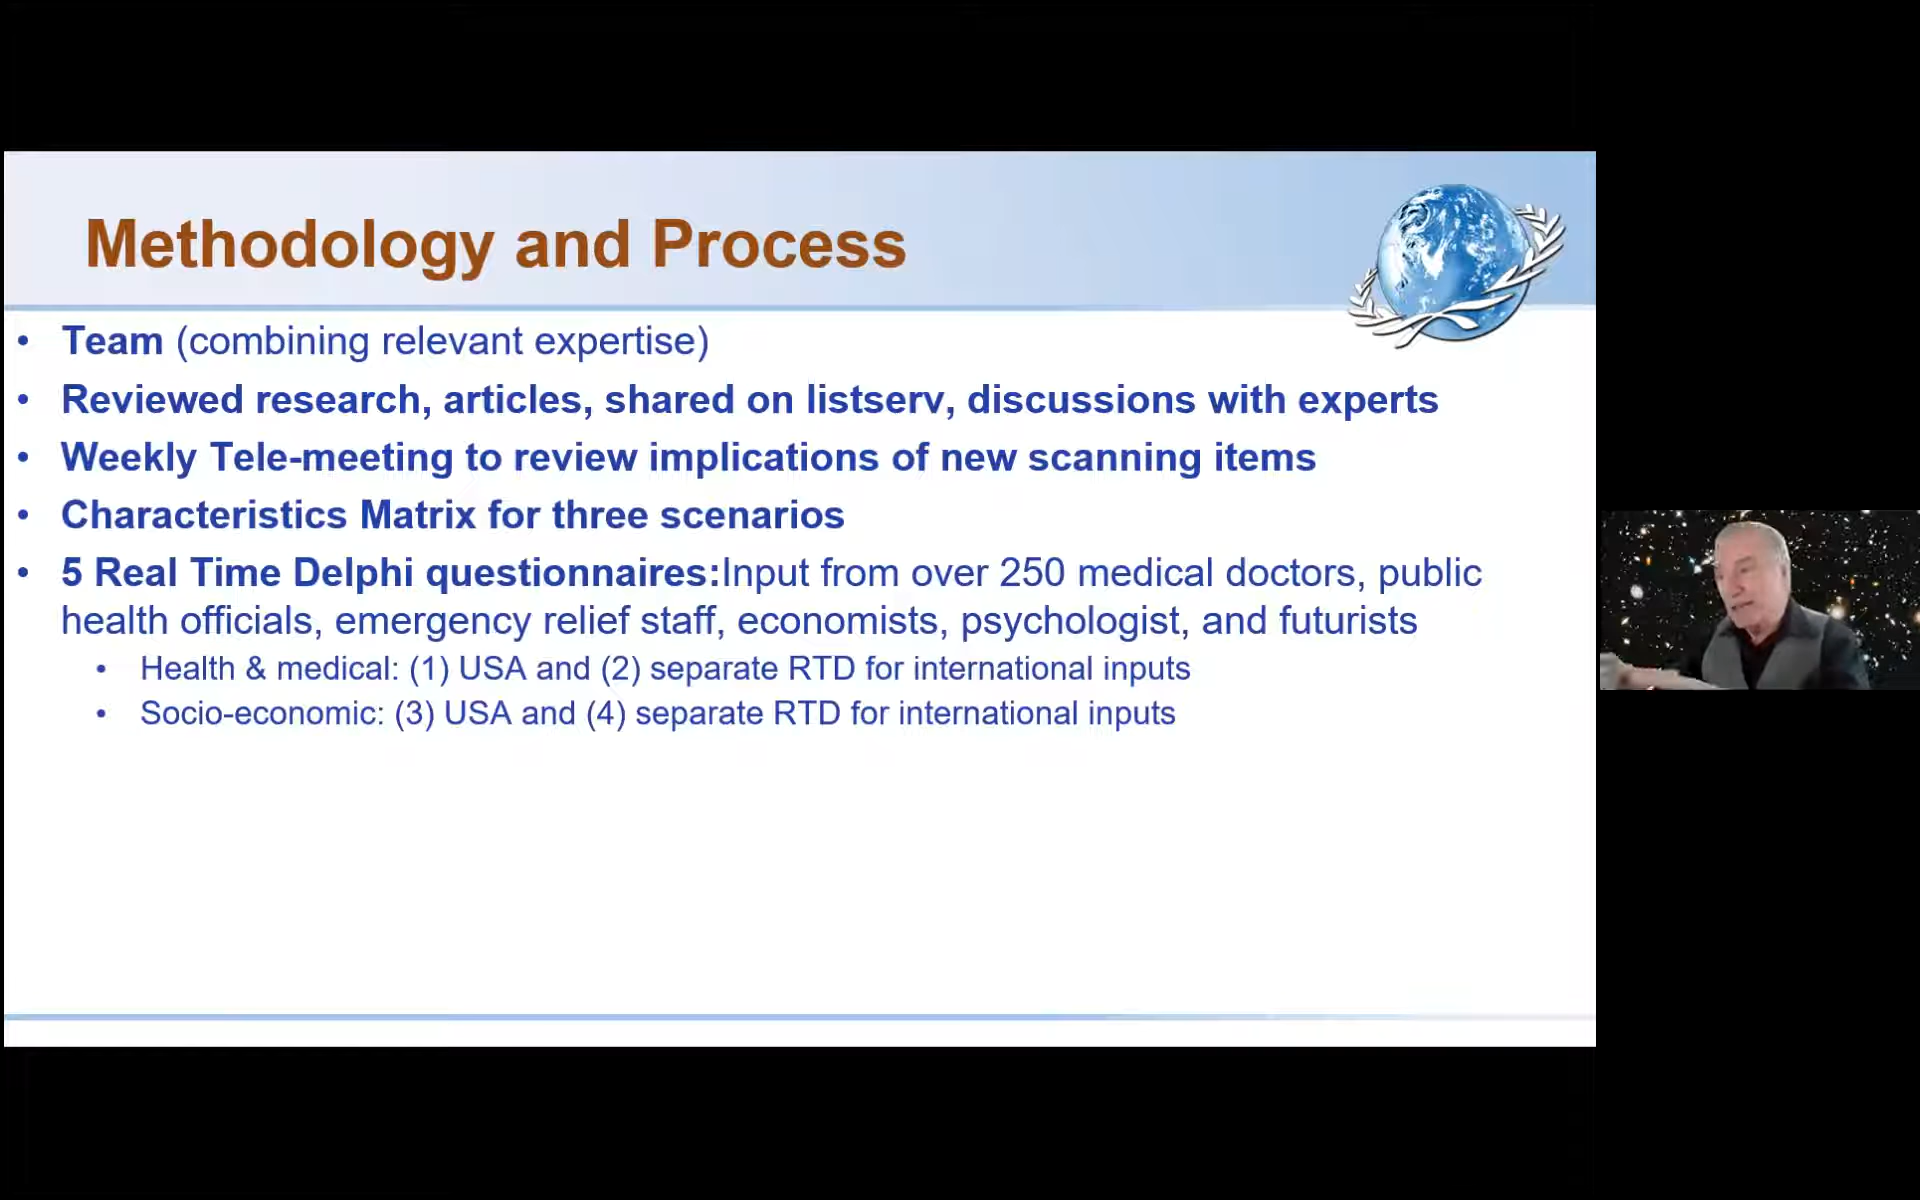 Methodology and Process
• Team (combining relevant expertise)
• Reviewed research, articles, shared on listserv, discussions with experts
• Weekly Tele-meeting to review implications of new scanning items
• Characteristics Matrix for three scenarios
• 5 Real Time Delphi questionnaires:Input from over 250 medical doctors, public
health officials, emergency relief staff, economists, psychologist, and futurists
• Health & medical: (1) USA and (2) separate RTD for international inputs
• Socio-economic: (3) USA and (4) separate RTD for international inputs